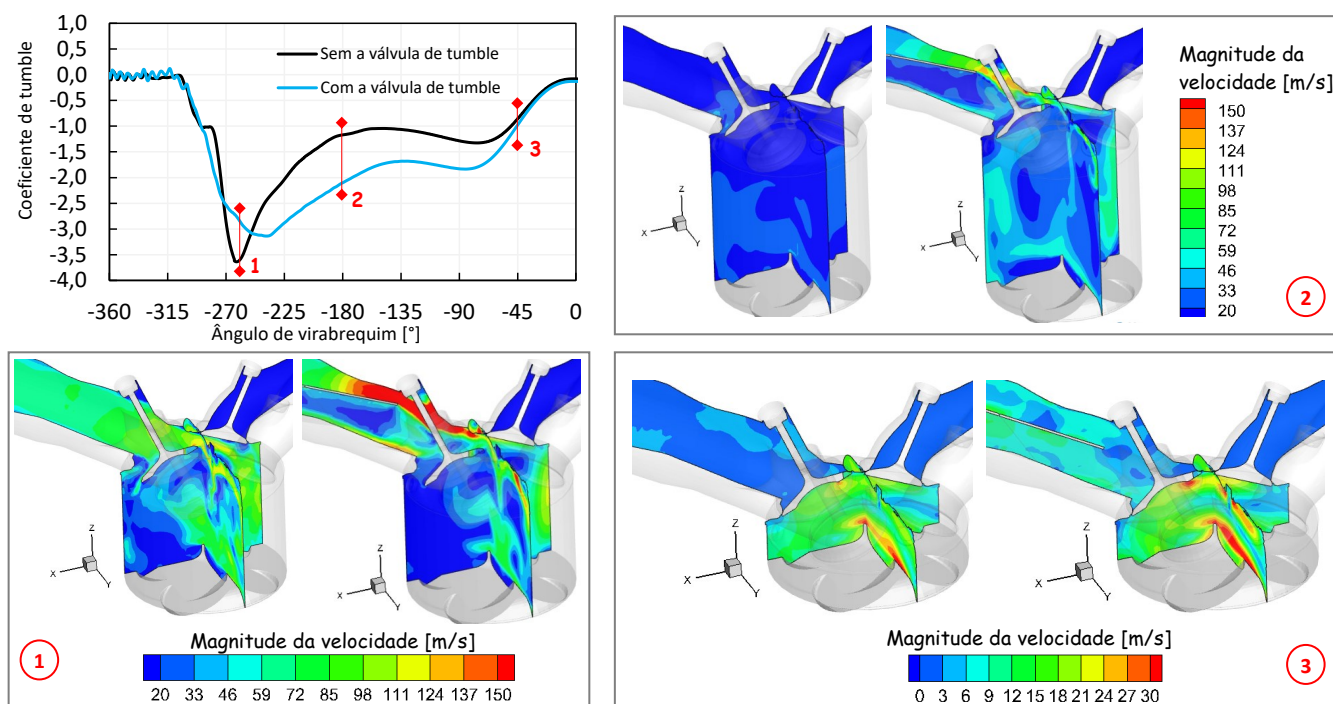 Coeficiente de tumble
1,0
0,5
0,0
-0,5
-1,0
-1,5
-2,0
-2,5
-3,0
-3,5
-4,0
Sem a válvula de tumble
Com a válvula de tumble
1
2
3
-360 -315 -270 -225 -180 -135 -90 -45 0
Ângulo de virabrequim [°]
Z
X
Y
Z
X
Y
Magnitude da
velocidade [m/s]
150
137
124
111
98
85
72
59
46
33
20
2
Z
X
Y
Z
X
Y
1
Magnitude da velocidade [m/s]
20 33 46 59 72 85 98 111 124 137 150
Z
X
Y
Z
X
Y
Magnitude da velocidade [m/s]
0 3 6 9 12 15 18 21 24 27 30
3